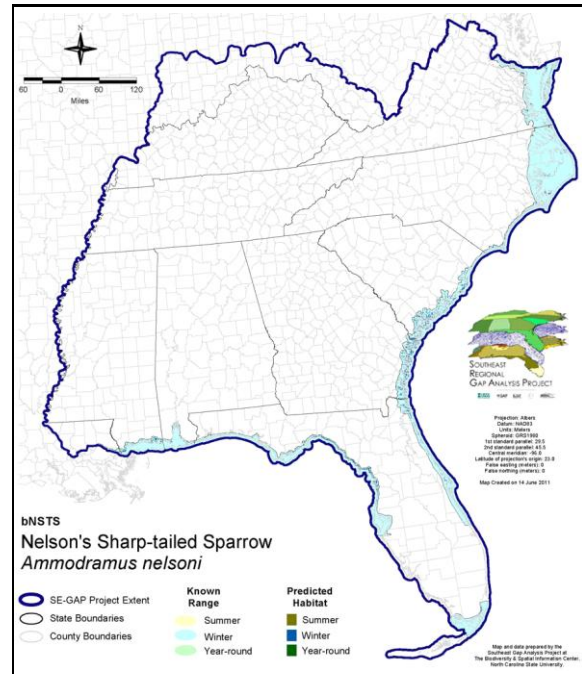 N
60 0 60 120
Miles
SOUTHEAST
REGIONAL
GAP ANALYSIS PROJECT
Projection: Albers
Datum: NAD83
Units: Meters
Spheroid: GRS1980
1st standard parallel: 29.5
2nd standard parallel: 45.5
Central meridian: -96.0
Latitude of projection's origin: 23.0
False easting (meters): 0
False northing (meters): 0
Map Created on 14 June 2011
bNSTS
Nelson's Sharp-tailed Sparrow
Ammodramus nelsoni
SE-GAP Project Extent
State Boundaries
County Boundaries
Known
Range
Summer
Winter
Year-round
Predicted
Habitat
Summer
Winter
Year-round
Map and data prepared by the
Southeast Gap Analysis Project at
The Biodiversity & Spatial Information Center,
North Carolina State University.